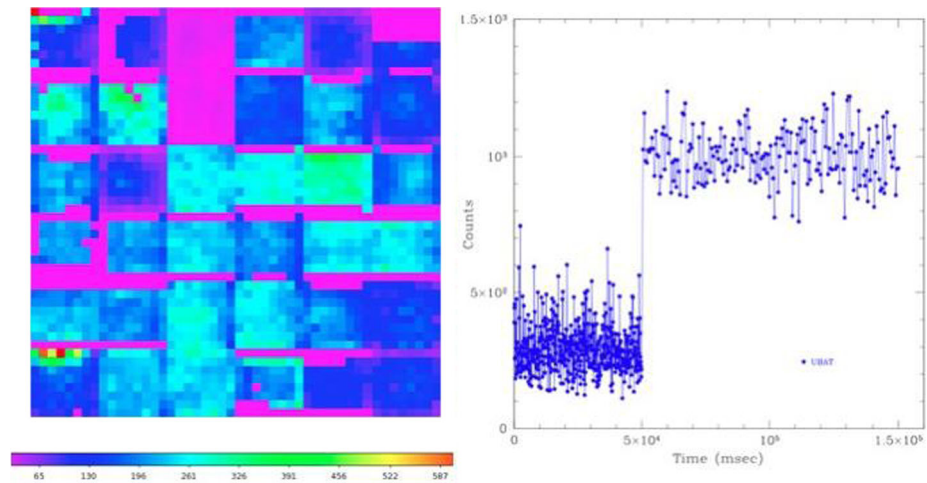 1.5×10³
10³
Counts
5×10²
UBAT
0
0 5×10⁴ 10⁵ 1.5×10⁵
Time (msec)
65 130 196 261 326 391 456 522 587